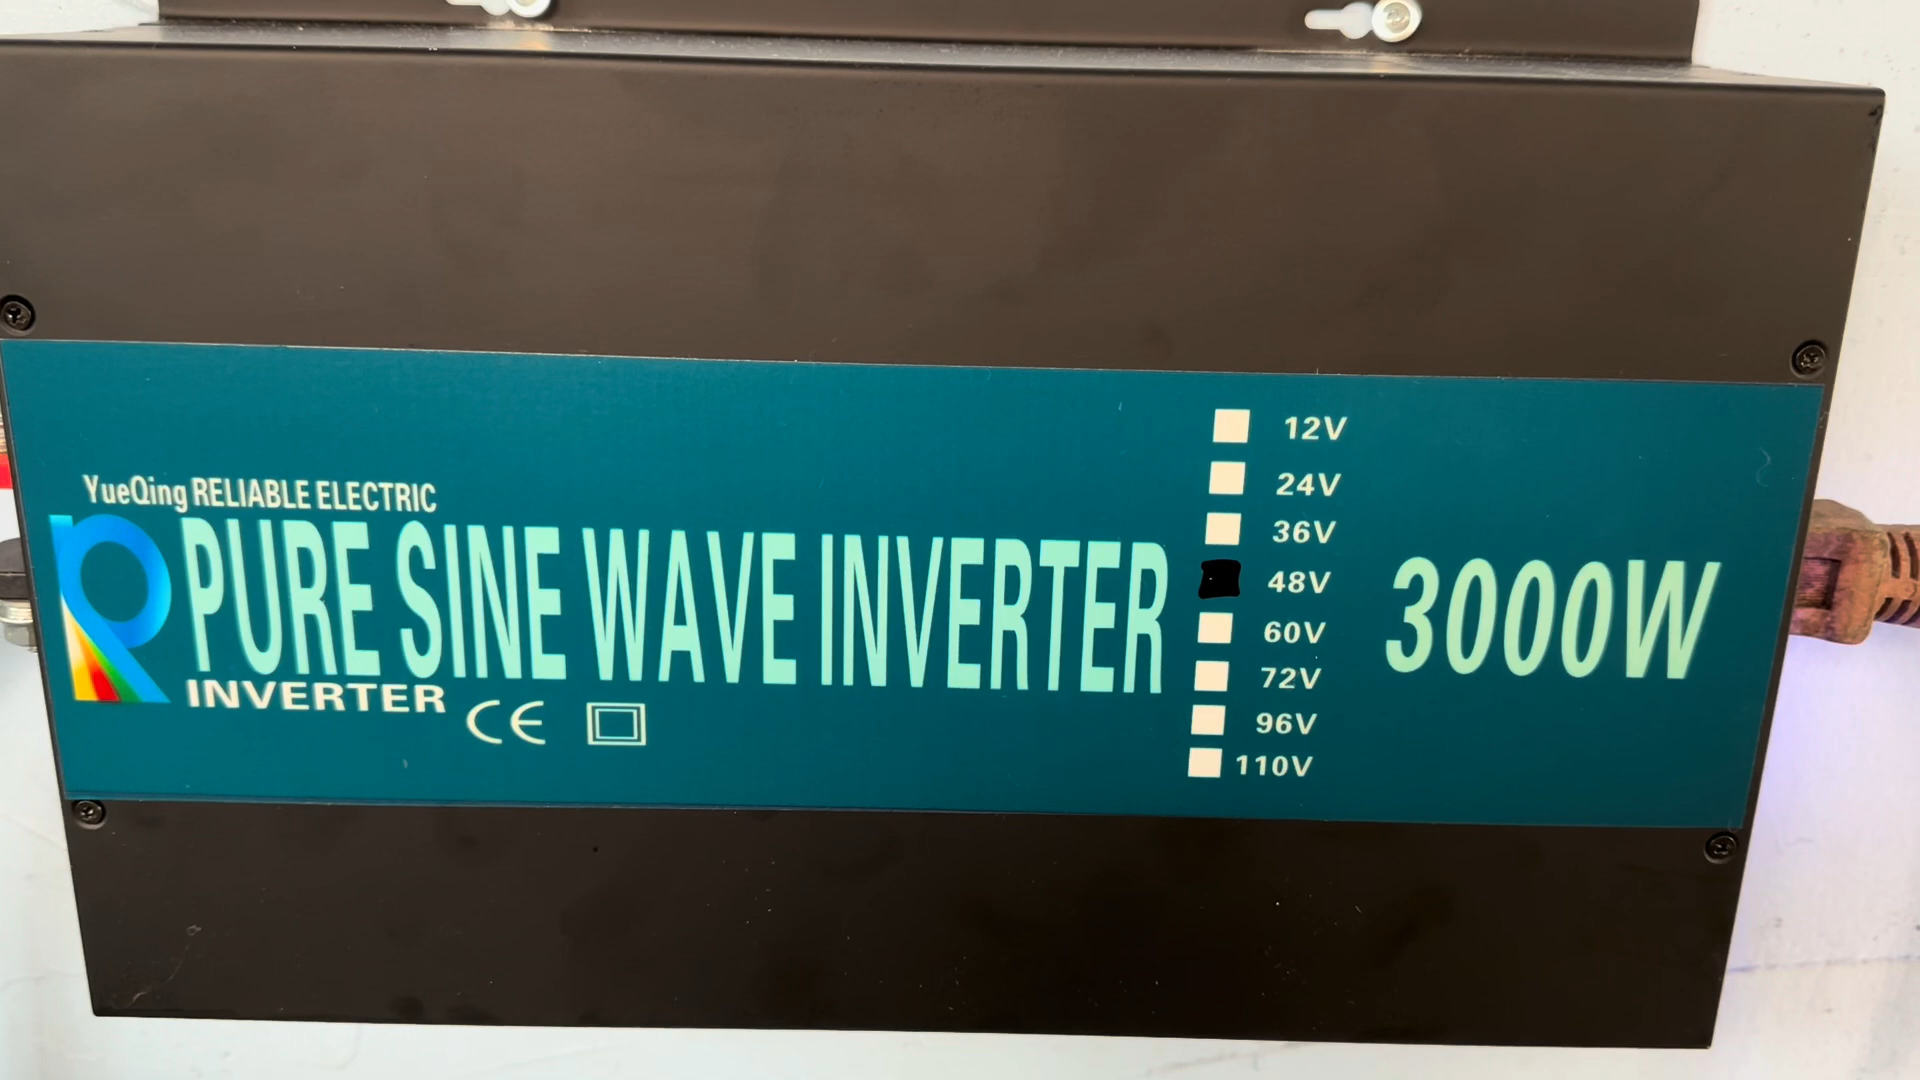 YueQing RELIABLE ELECTRIC
PURE SINE WAVE INVERTER
INVERTER
CE
12V
24V
36V
48V
60V
72V
96V
110V
3000W